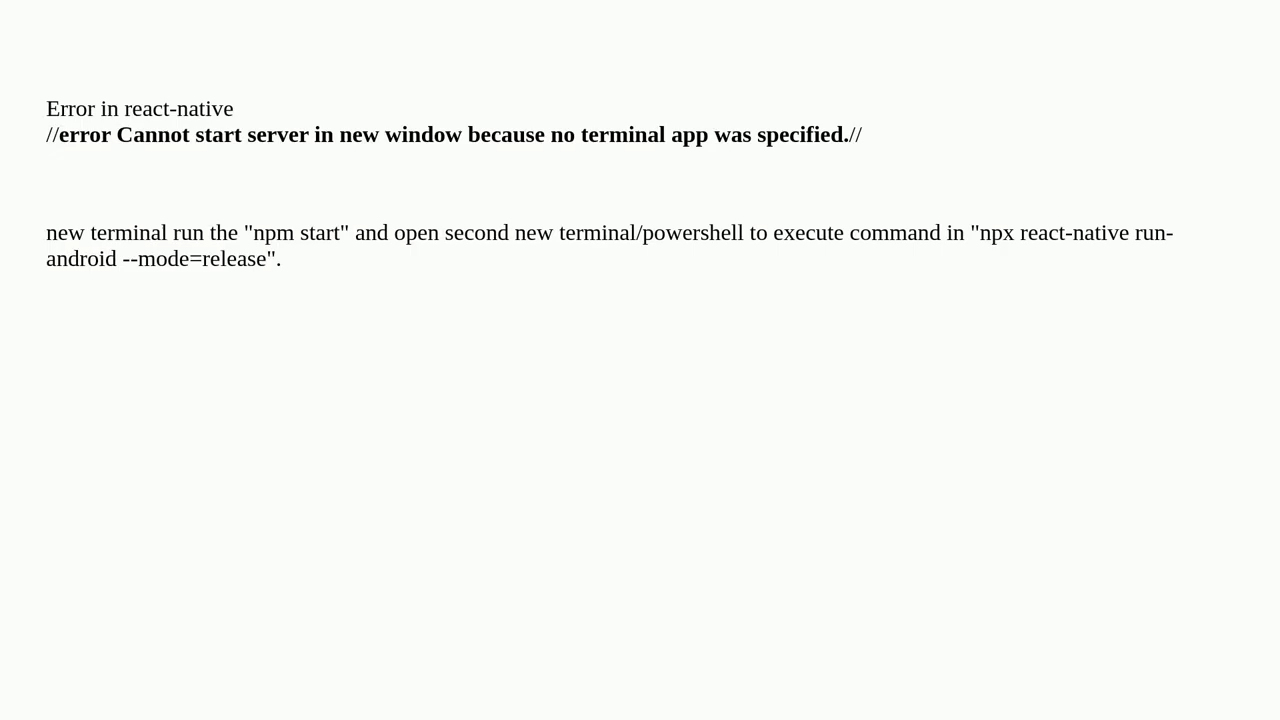 Error in react-native
//error Cannot start server in new window because no terminal app was specified.//
new terminal run the "npm start" and open second new terminal/powershell to execute command in "npx react-native run-
android --mode=release".